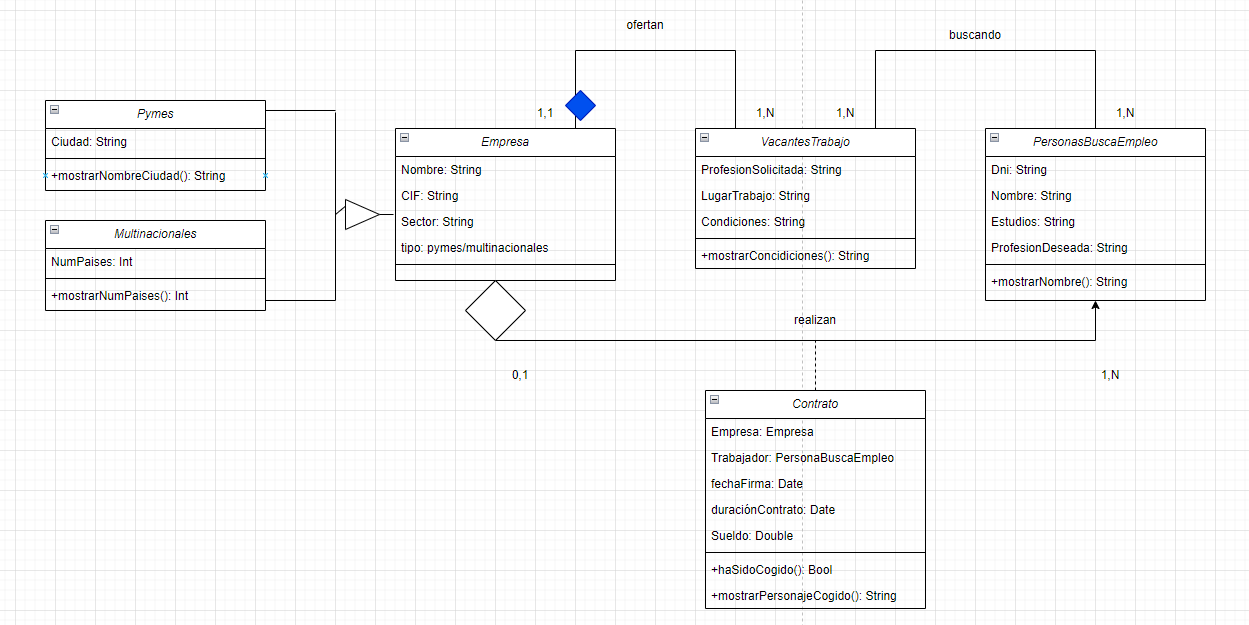 ofertan
buscando
1,1
1,N
1,N
1,N
Pymes
Ciudad: String
+mostrarNombreCiudad(): String
Multinacionales
NumPaises: Int
+mostrarNumPaises(): Int
Empresa
Nombre: String
CIF: String
Sector: String
tipo: pymes/multinacionales
VacantesTrabajo
ProfesionSolicitada: String
LugarTrabajo: String
Condiciones: String
+mostrarConcidiciones(): String
PersonasBuscaEmpleo
Dni: String
Nombre: String
Estudios: String
ProfesionDeseada: String
+mostrarNombre(): String
realizan
0,1
1,N
Contrato
Empresa: Empresa
Trabajador: PersonaBuscaEmpleo
fechaFirma: Date
duraciónContrato: Date
Sueldo: Double
+haSidoCogido(): Bool
+mostrarPersonajeCogido(): String